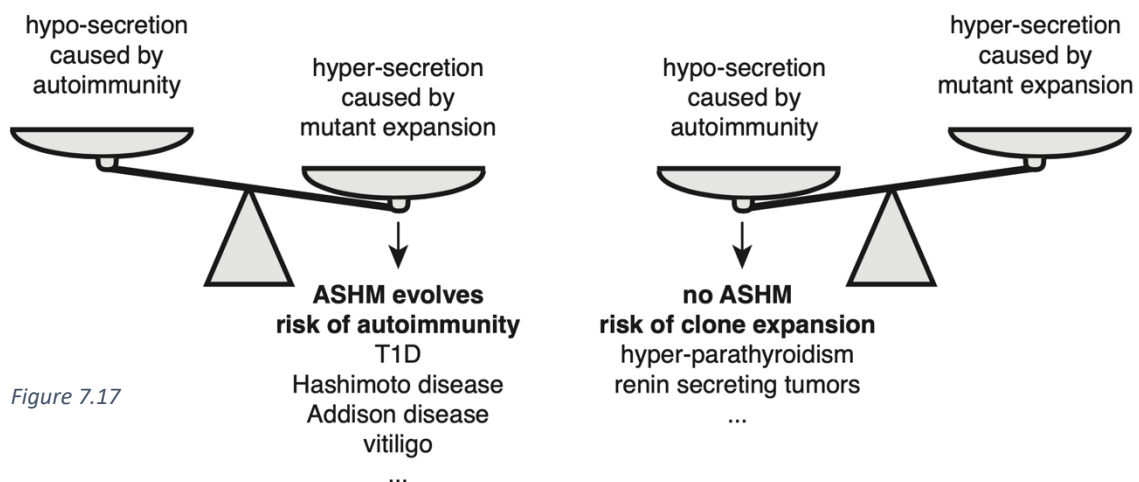 hypo-secretion
caused by
autoimmunity
hyper-secretion
caused by
mutant expansion
ASHM evolves
risk of autoimmunity
T1D
Hashimoto disease
Addison disease
vitiligo
...
hypo-secretion
caused by
autoimmunity
hyper-secretion
caused by
mutant expansion
no ASHM
risk of clone expansion
hyper-parathyroidism
renin secreting tumors
...
Figure 7.17